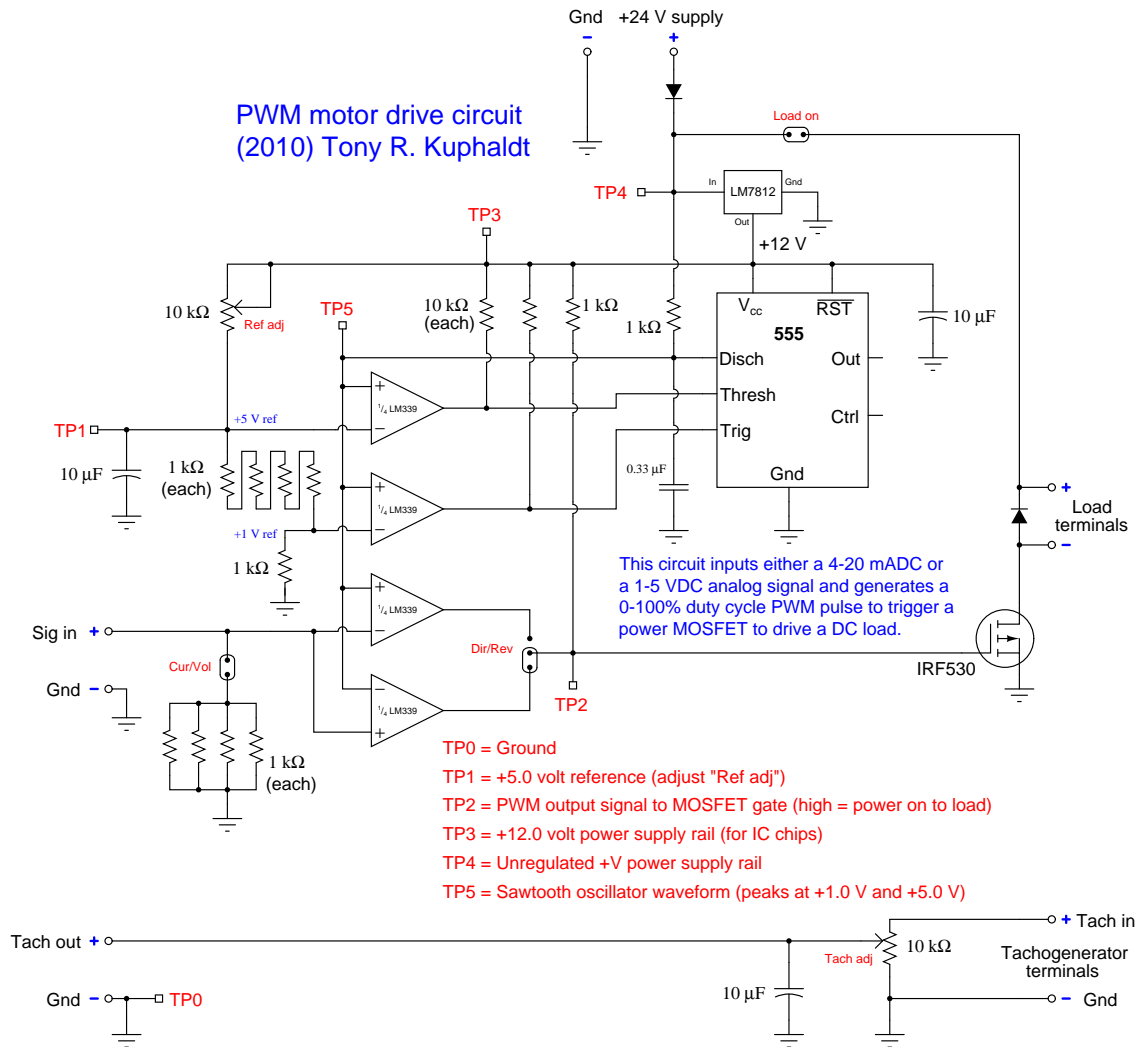 Gnd +24 V supply
- +
PWM motor drive circuit
(2010) Tony R. Kuphaldt
Load on
TP4
In LM7812 Gnd
Out
TP3
+12 V
10 kΩ
Ref adj
TP5
10 kΩ
(each)
1 kΩ
1 kΩ
Vcc RST
555
10 µF
Disch Out
Thresh
Ctrl
Trig
Gnd
+
1/4 LM339
-
TP1
+5 V ref
10 µF
1 kΩ
(each)
0.33 µF
+
1/4 LM339
-
+1 V ref
1 kΩ
+
Load
terminals
-
This circuit inputs either a 4-20 mADC or
a 1-5 VDC analog signal and generates a
0-100% duty cycle PWM pulse to trigger a
power MOSFET to drive a DC load.
+
1/4 LM339
-
Sig in +
Cur/Vol
Dir/Rev
IRF530
Gnd -
-
1/4 LM339
+
TP2
1 kΩ
(each)
TP0 = Ground
TP1 = +5.0 volt reference (adjust "Ref adj")
TP2 = PWM output signal to MOSFET gate (high = power on to load)
TP3 = +12.0 volt power supply rail (for IC chips)
TP4 = Unregulated +V power supply rail
TP5 = Sawtooth oscillator waveform (peaks at +1.0 V and +5.0 V)
+ Tach in
Tach out +
Tach adj
10 kΩ
Tachogenerator
terminals
10 µF
Gnd - TP0
- Gnd